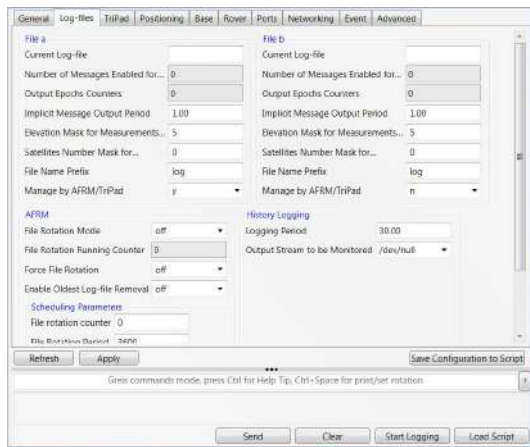 General Log-files TriPad Positioning Base Rover Ports Networking Event Advanced
File a
Current Log-file
Number of Messages Enabled for... 0
Output Epochs Counters 0
Implicit Message Output Period 1.00
Elevation Mask for Measurements... 5
Satellites Number Mask for... 0
File Name Prefix log
Manage by AFRM/TriPad y
File b
Current Log-file
Number of Messages Enabled for... 0
Output Epochs Counters 0
Implicit Message Output Period 1.00
Elevation Mask for Measurements... 5
Satellites Number Mask for... 0
File Name Prefix log
Manage by AFRM/TriPad n
AFRM
File Rotation Mode off
File Rotation Running Counter 0
Force File Rotation off
Enable Oldest Log-file Removal off
Scheduling Parameters
File rotation counter 0
File Rotation Period 3600
History Logging
Logging Period 30.00
Output Stream to be Monitored /dev/null
Refresh Apply Save Configuration to Script
Greis commands mode, press Ctrl for Help Tip, Ctrl+Space for print/set rotation
Send Clear Start Logging Load Script